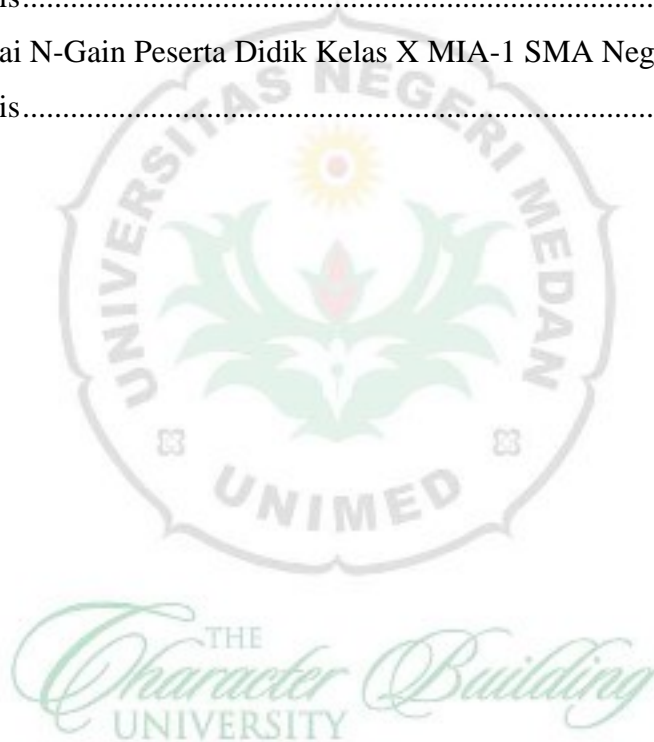 is........................................................................................
ai N-Gain Peserta Didik Kelas X MIA-1 SMA Neg
is........................................................................................
UNIVERSITAS NEGERI MEDAN
UNIMED
THE
Character Building
UNIVERSITY